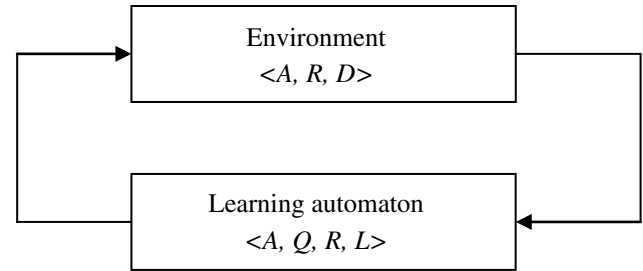 Environment
<A, R, D>
Learning automaton
<A, Q, R, L>